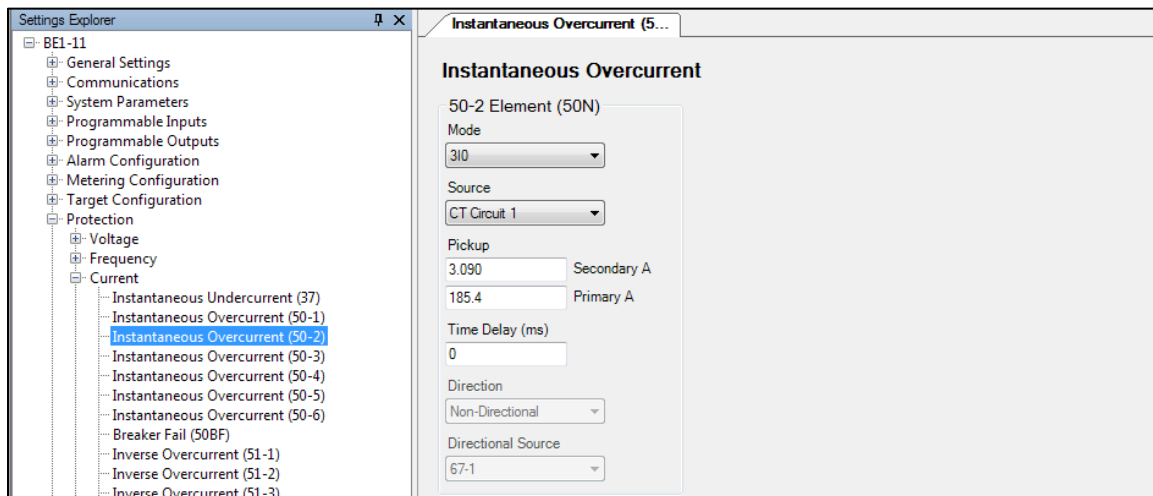 Settings Explorer
BE1-11
General Settings
Communications
System Parameters
Programmable Inputs
Programmable Outputs
Alarm Configuration
Metering Configuration
Target Configuration
Protection
Voltage
Frequency
Current
Instantaneous Undercurrent (37)
Instantaneous Overcurrent (50-1)
Instantaneous Overcurrent (50-2)
Instantaneous Overcurrent (50-3)
Instantaneous Overcurrent (50-4)
Instantaneous Overcurrent (50-5)
Instantaneous Overcurrent (50-6)
Breaker Fail (50BF)
Inverse Overcurrent (51-1)
Inverse Overcurrent (51-2)
Inverse Overcurrent (51-3)
Instantaneous Overcurrent (5...
Instantaneous Overcurrent
50-2 Element (50N)
Mode
3I0
Source
CT Circuit 1
Pickup
3.090 Secondary A
185.4 Primary A
Time Delay (ms)
0
Direction
Non-Directional
Directional Source
67-1